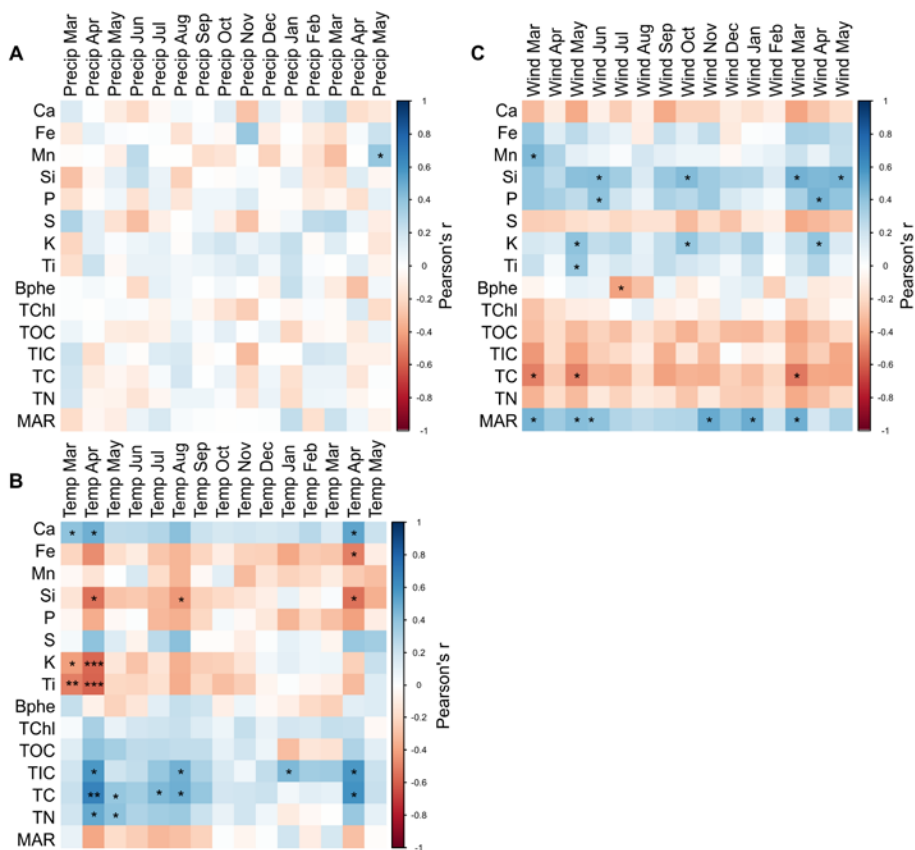 A
Precip Mar
Precip Apr
Precip May
Precip Jun
Precip Jul
Precip Aug
Precip Sep
Precip Oct
Precip Nov
Precip Dec
Precip Jan
Precip Feb
Precip Mar
Precip Apr
Precip May
Ca
Fe
Mn *
Si
P
S
K
Ti
Bphe
TChl
TOC
TIC
TC
TN
MAR
1
0.8
0.6
0.4
0.2
0
-0.2
-0.4
-0.6
-0.8
-1
Pearson's r
B
Temp Mar
Temp Apr
Temp May
Temp Jun
Temp Jul
Temp Aug
Temp Sep
Temp Oct
Temp Nov
Temp Dec
Temp Jan
Temp Feb
Temp Mar
Temp Apr
Temp May
Ca * * *
Fe *
Mn
Si * * *
P
S
K * ***
Ti ** ***
Bphe
TChl
TOC
TIC * * * *
TC ** * * * *
TN * *
MAR
1
0.8
0.6
0.4
0.2
0
-0.2
-0.4
-0.6
-0.8
-1
Pearson's r
C
Wind Mar
Wind Apr
Wind May
Wind Jun
Wind Jul
Wind Aug
Wind Sep
Wind Oct
Wind Nov
Wind Dec
Wind Jan
Wind Feb
Wind Mar
Wind Apr
Wind May
Ca
Fe
Mn *
Si * * * *
P * *
S
K * * *
Ti *
Bphe *
TChl
TOC
TIC
TC * * *
TN
MAR * * * * * *
1
0.8
0.6
0.4
0.2
0
-0.2
-0.4
-0.6
-0.8
-1
Pearson's r